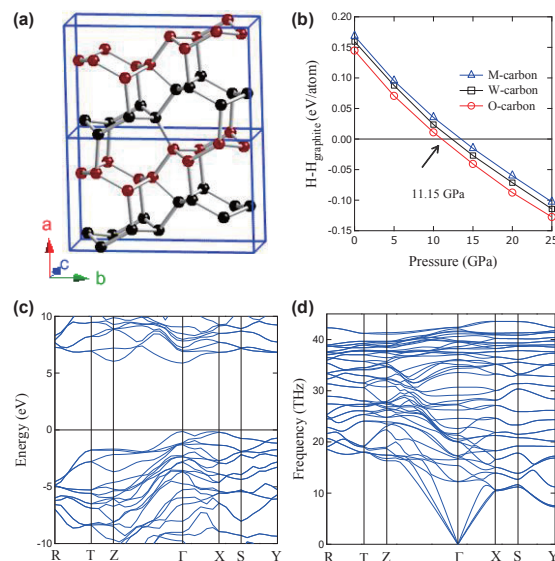 (a)
a
c
b
(b)
H-Hgraphite (eV/atom)
0.20
0.15
0.10
0.05
0.00
-0.05
-0.10
-0.15
M-carbon
W-carbon
O-carbon
11.15 GPa
0 5 10 15 20 25
Pressure (GPa)
(c)
Energy (eV)
10
5
0
-5
-10
R T Z Γ X S Y
(d)
Frequency (THz)
40
30
20
10
0
R T Z Γ X S Y